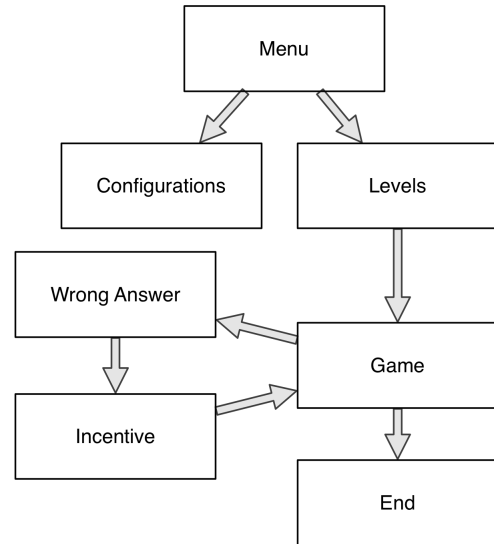 Menu
Configurations
Levels
Wrong Answer
Game
Incentive
End